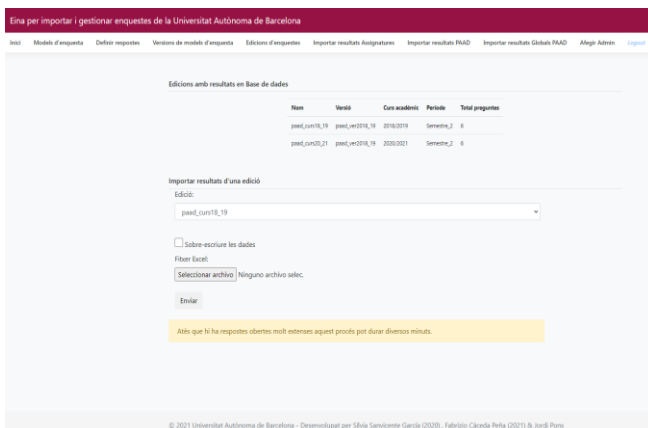 Eina per importar i gestionar enquestes de la Universitat Autònoma de Barcelona
Inici Models d'enquesta Definir respostes Versions de models d'enquesta Edicions d'enquestes Importar resultats Assignatures Importar resultats PAAD Importar resultats Globals PAAD Afegir Admin Logout
Edicions amb resultats en Base de dades
Nom Versió Curs acadèmic Període Total preguntes
paad_curs18_19 paad_ver2018_19 2018/2019 Semestre_2 6
paad_curs20_21 paad_ver2018_19 2020/2021 Semestre_2 6
Importar resultats d'una edició
Edició:
paad_curs18_19
Sobre-escriure les dades
Fitxer Excel:
Seleccionar archivo Ninguno archivo selec.
Enviar
Atès que hi ha respostes obertes molt extenses aquest procés pot durar diversos minuts.
© 2021 Universitat Autònoma de Barcelona - Desenvolupat per Sílvia Sanvicente García (2020), Fabrizio Cáceda Peña (2021) & Jordi Pons